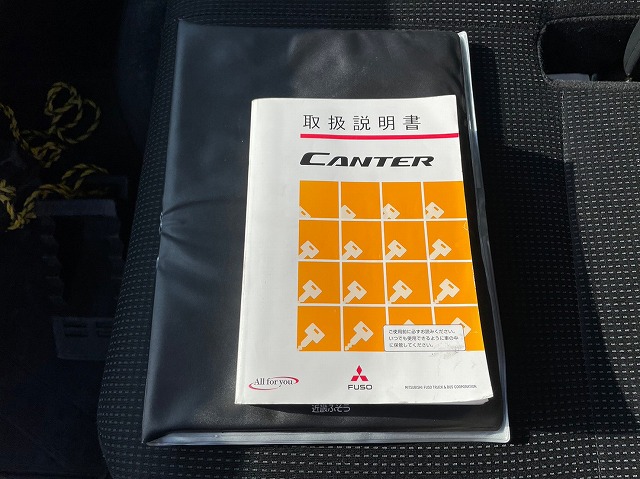 取扱説明書
CANTER
ご使用前に必ずお読みください。
いつでも使用できるように車の中
に保管してください。
All for you
FUSO
MITSUBISHI FUSO TRUCK & BUS CORPORATION
近畿ふそう